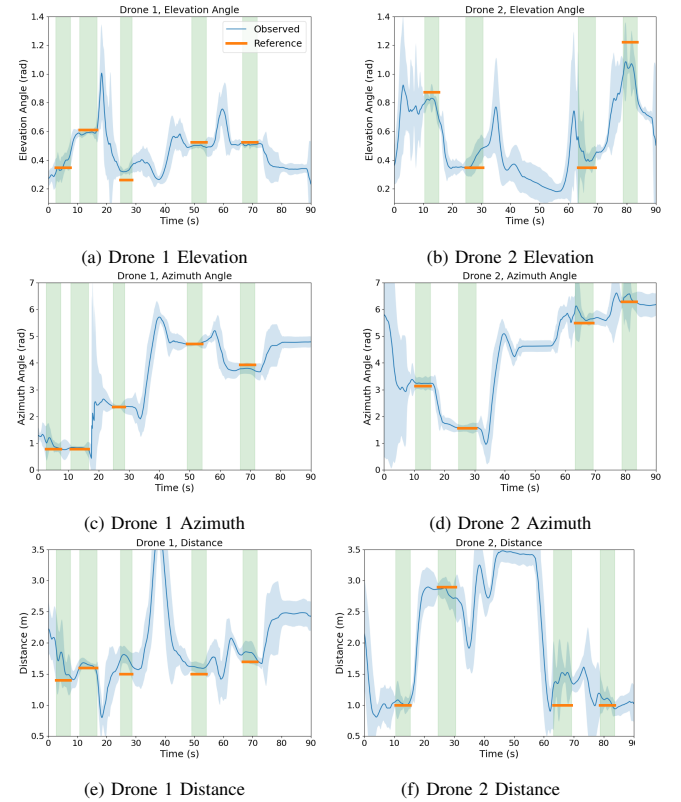 Drone 1, Elevation Angle
Observed
Reference
1.4
1.2
1.0
0.8
0.6
0.4
0.2
Elevation Angle (rad)
0 10 20 30 40 50 60 70 80 90
Time (s)
(a) Drone 1 Elevation
Drone 2, Elevation Angle
1.4
1.2
1.0
0.8
0.6
0.4
0.2
Elevation Angle (rad)
0 10 20 30 40 50 60 70 80 90
Time (s)
(b) Drone 2 Elevation
Drone 1, Azimuth Angle
7
6
5
4
3
2
1
0
Azimuth Angle (rad)
0 10 20 30 40 50 60 70 80 90
Time (s)
(c) Drone 1 Azimuth
Drone 2, Azimuth Angle
7
6
5
4
3
2
1
0
Azimuth Angle (rad)
0 10 20 30 40 50 60 70 80 90
Time (s)
(d) Drone 2 Azimuth
Drone 1, Distance
3.5
3.0
2.5
2.0
1.5
1.0
0.5
Distance (m)
0 10 20 30 40 50 60 70 80 90
Time (s)
(e) Drone 1 Distance
Drone 2, Distance
3.5
3.0
2.5
2.0
1.5
1.0
0.5
Distance (m)
0 10 20 30 40 50 60 70 80 90
Time (s)
(f) Drone 2 Distance